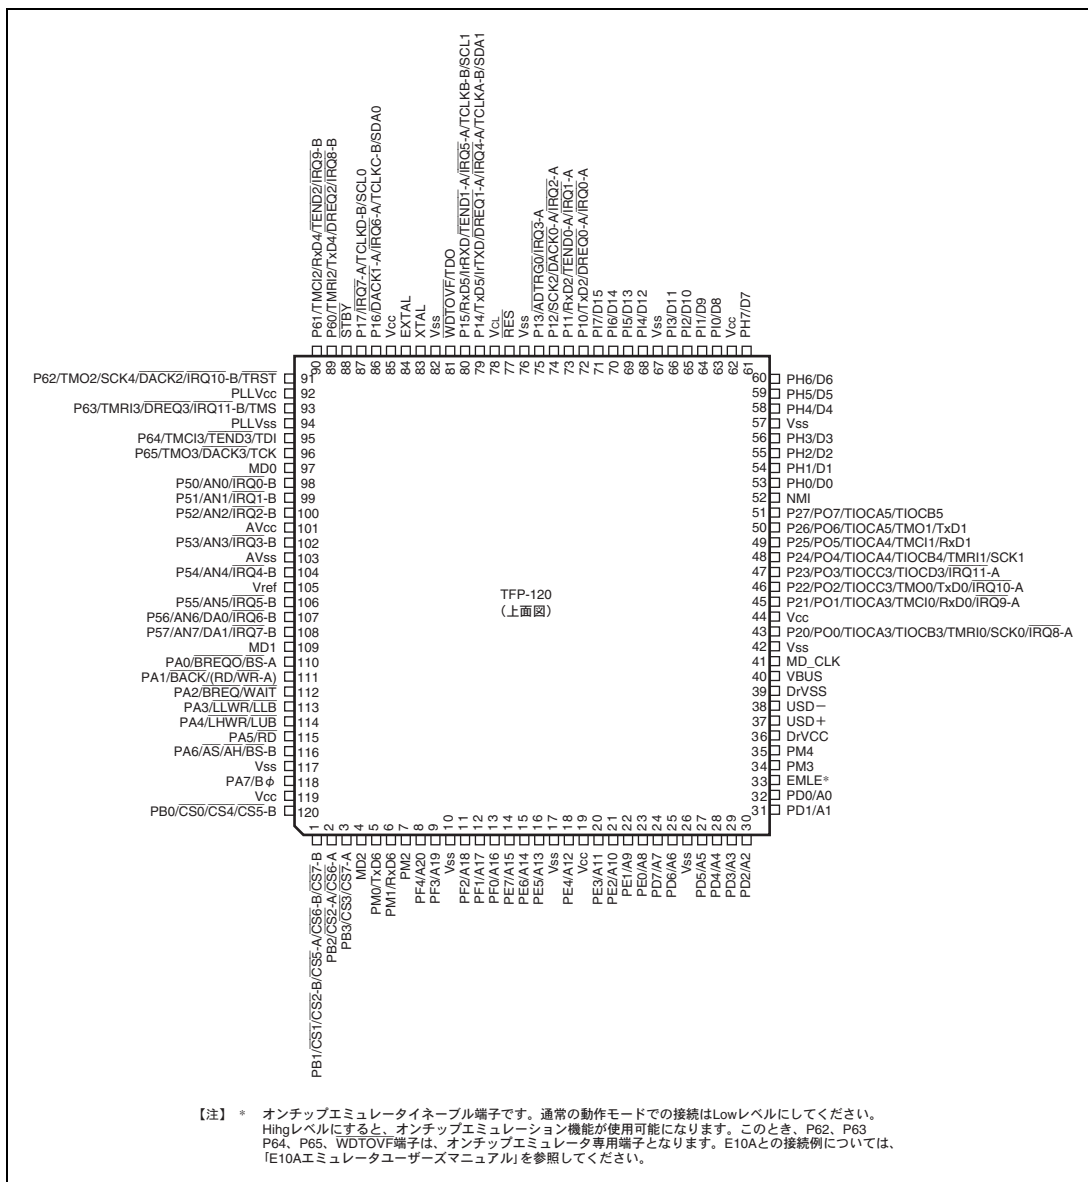 P61/TMCI2/RxD4/TEND2/IRQ9-B
P60/TMRI2/TxD4/DREQ2/IRQ8-B
STBY
P17/IRQ7-A/TCLKD-B/SCL0
P16/DACK1-A/IRQ6-A/TCLKC-B/SDA0
Vcc
EXTAL
XTAL
Vss
WDTOVF/TDO
P15/RxD5/IrRXD/TEND1-A/IRQ5-A/TCLKB-B/SCL1
P14/TxD5/IrTXD/DREQ1-A/IRQ4-A/TCLKA-B/SDA1
VCL
RES
Vss
P13/ADTRG0/IRQ3-A
P12/SCK2/DACK0-A/IRQ2-A
P11/RxD2/TEND0-A/IRQ1-A
P10/TxD2/DREQ0-A/IRQ0-A
PI7/D15
PI6/D14
PI5/D13
PI4/D12
Vss
PI3/D11
PI2/D10
PI1/D9
PI0/D8
Vcc
PH7/D7
90 89 88 87 86 85 84 83 82 81 80 79 78 77 76 75 74 73 72 71 70 69 68 67 66 65 64 63 62 61
P62/TMO2/SCK4/DACK2/IRQ10-B/TRST 91
PLLVcc 92
P63/TMRI3/DREQ3/IRQ11-B/TMS 93
PLLVss 94
P64/TMCI3/TEND3/TDI 95
P65/TMO3/DACK3/TCK 96
MD0 97
P50/AN0/IRQ0-B 98
P51/AN1/IRQ1-B 99
P52/AN2/IRQ2-B 100
AVcc 101
P53/AN3/IRQ3-B 102
AVss 103
P54/AN4/IRQ4-B 104
Vref 105
P55/AN5/IRQ5-B 106
P56/AN6/DA0/IRQ6-B 107
P57/AN7/DA1/IRQ7-B 108
MD1 109
PA0/BREQO/BS-A 110
PA1/BACK/(RD/WR-A) 111
PA2/BREQ/WAIT 112
PA3/LLWR/LLB 113
PA4/LHWR/LUB 114
PA5/RD 115
PA6/AS/AH/BS-B 116
Vss 117
PA7/Bφ 118
Vcc 119
PB0/CS0/CS4/CS5-B 120
TFP-120
（上面図）
60 PH6/D6
59 PH5/D5
58 PH4/D4
57 Vss
56 PH3/D3
55 PH2/D2
54 PH1/D1
53 PH0/D0
52 NMI
51 P27/PO7/TIOCA5/TIOCB5
50 P26/PO6/TIOCA5/TMO1/TxD1
49 P25/PO5/TIOCA4/TMCI1/RxD1
48 P24/PO4/TIOCA4/TIOCB4/TMRI1/SCK1
47 P23/PO3/TIOCC3/TIOCD3/IRQ11-A
46 P22/PO2/TIOCC3/TMO0/TxD0/IRQ10-A
45 P21/PO1/TIOCA3/TMCI0/RxD0/IRQ9-A
44 Vcc
43 P20/PO0/TIOCA3/TIOCB3/TMRI0/SCK0/IRQ8-A
42 Vss
41 MD_CLK
40 VBUS
39 DrVSS
38 USD－
37 USD＋
36 DrVCC
35 PM4
34 PM3
33 EMLE*
32 PD0/A0
31 PD1/A1
1 2 3 4 5 6 7 8 9 10 11 12 13 14 15 16 17 18 19 20 21 22 23 24 25 26 27 28 29 30
PB1/CS1/CS2-B/CS5-A/CS6-B/CS7-B
PB2/CS2-A/CS6-A
PB3/CS3/CS7-A
MD2
PM0/TxD6
PM1/RxD6
PM2
PF4/A20
PF3/A19
Vss
PF2/A18
PF1/A17
PF0/A16
PE7/A15
PE6/A14
PE5/A13
Vss
PE4/A12
Vcc
PE3/A11
PE2/A10
PE1/A9
PE0/A8
PD7/A7
PD6/A6
Vss
PD5/A5
PD4/A4
PD3/A3
PD2/A2
【注】 * オンチップエミュレータイネーブル端子です。通常の動作モードでの接続はLowレベルにしてください。
Hihgレベルにすると、オンチップエミュレーション機能が使用可能になります。このとき、P62、P63
P64、P65、WDTOVF端子は、オンチップエミュレータ専用端子となります。E10Aとの接続例については、
「E10Aエミュレータユーザーズマニュアル」を参照してください。